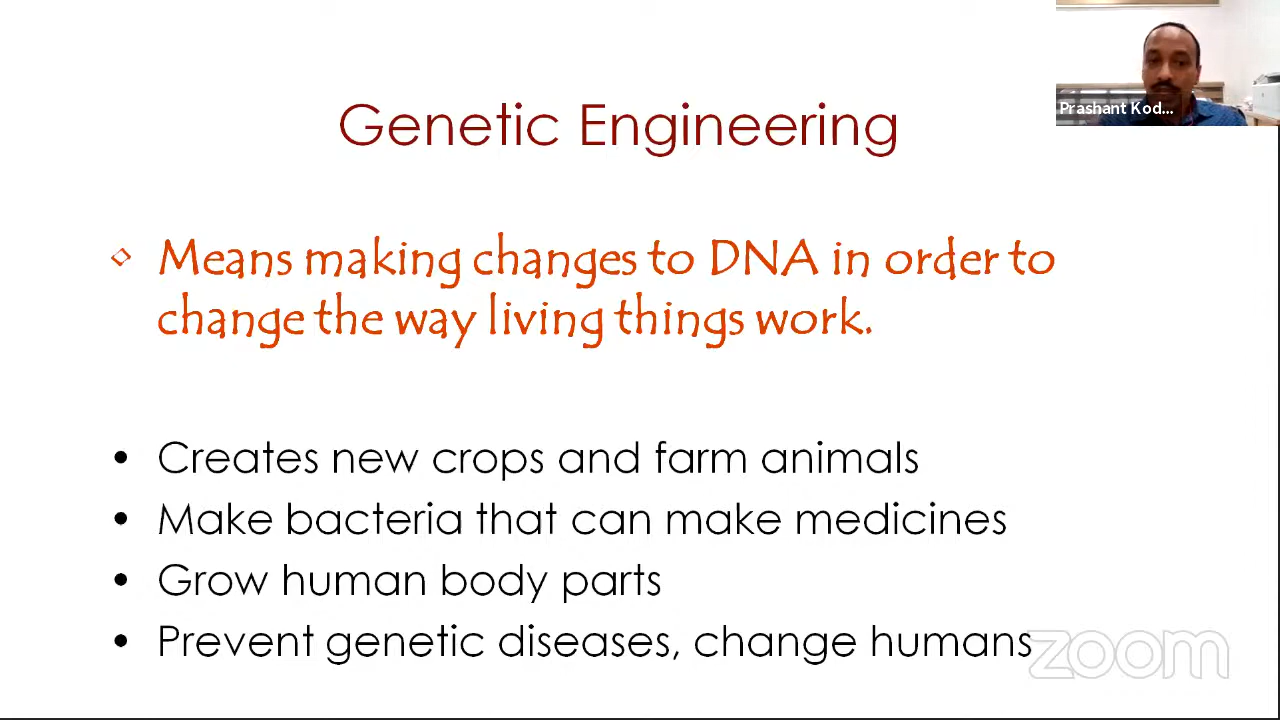 Prashant Kod...
Genetic Engineering
Means making changes to DNA in order to
change the way living things work.
• Creates new crops and farm animals
• Make bacteria that can make medicines
• Grow human body parts
• Prevent genetic diseases, change humans
zoom